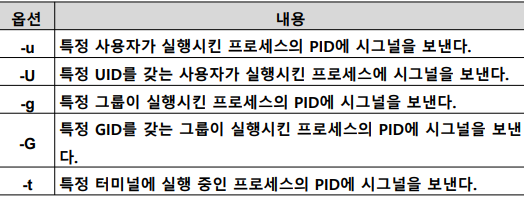 옵션 내용
-u 특정 사용자가 실행시킨 프로세스의 PID에 시그널을 보낸다.
-U 특정 UID를 갖는 사용자가 실행시킨 프로세스에 시그널을 보낸다.
-g 특정 그룹이 실행시킨 프로세스의 PID에 시그널을 보낸다.
-G 특정 GID를 갖는 그룹이 실행시킨 프로세스의 PID에 시그널을 보낸
다.
-t 특정 터미널에 실행 중인 프로세스의 PID에 시그널을 보낸다.